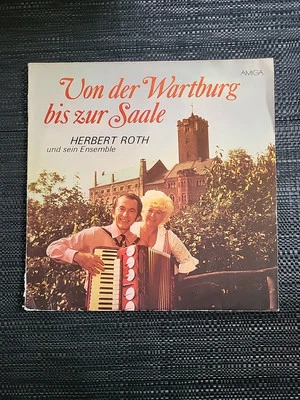 AMIGA
Von der Wartburg
bis zur Saale
HERBERT ROTH
und sein Ensemble